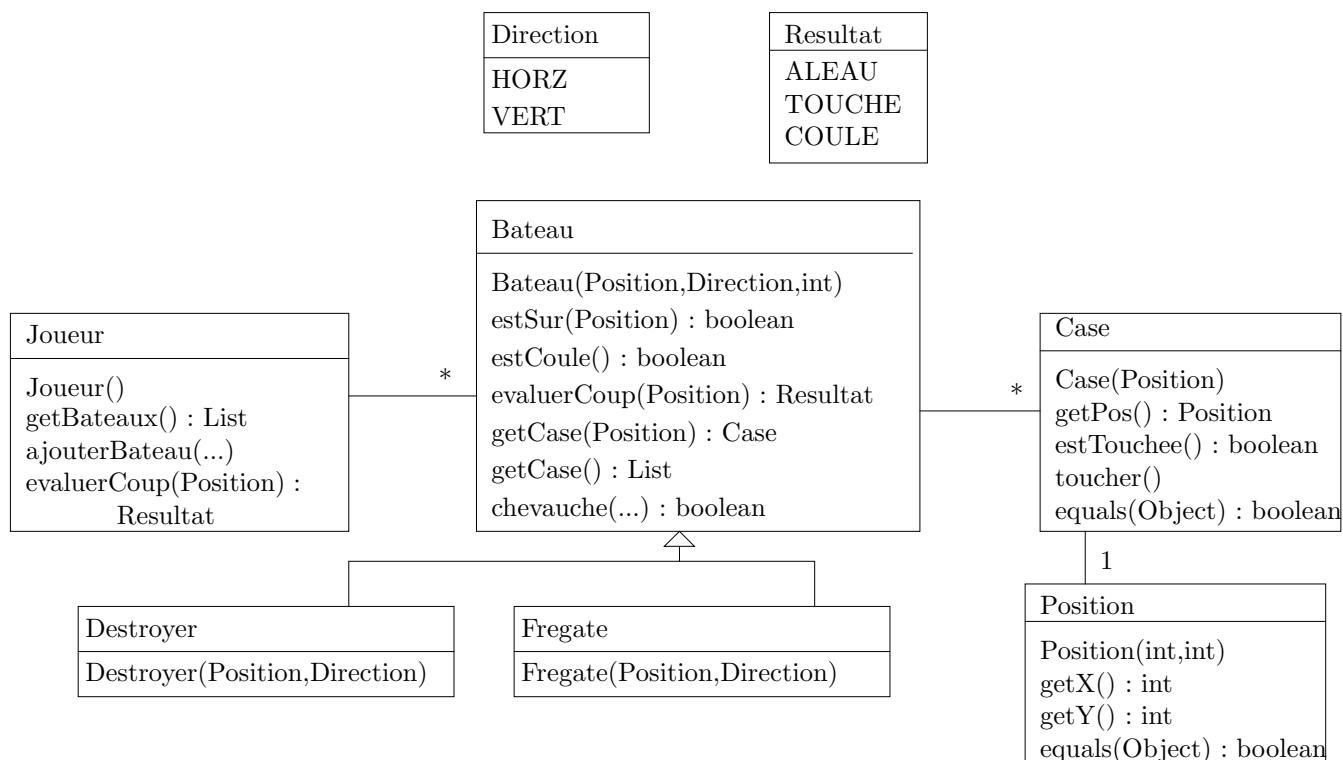 Direction
HORZ
VERT
Resultat
ALEAU
TOUCHE
COULE
Bateau
Bateau(Position,Direction,int)
estSur(Position) : boolean
estCoule() : boolean
evaluerCoup(Position) : Resultat
getCase(Position) : Case
getCase() : List
chevauche(...) : boolean
Joueur
Joueur()
getBateaux() : List
ajouterBateau(...)
evaluerCoup(Position) :
Resultat
*
*
Case
Case(Position)
getPos() : Position
estTouchee() : boolean
toucher()
equals(Object) : boolean
1
Destroyer
Destroyer(Position,Direction)
Fregate
Fregate(Position,Direction)
Position
Position(int,int)
getX() : int
getY() : int
equals(Object) : boolean